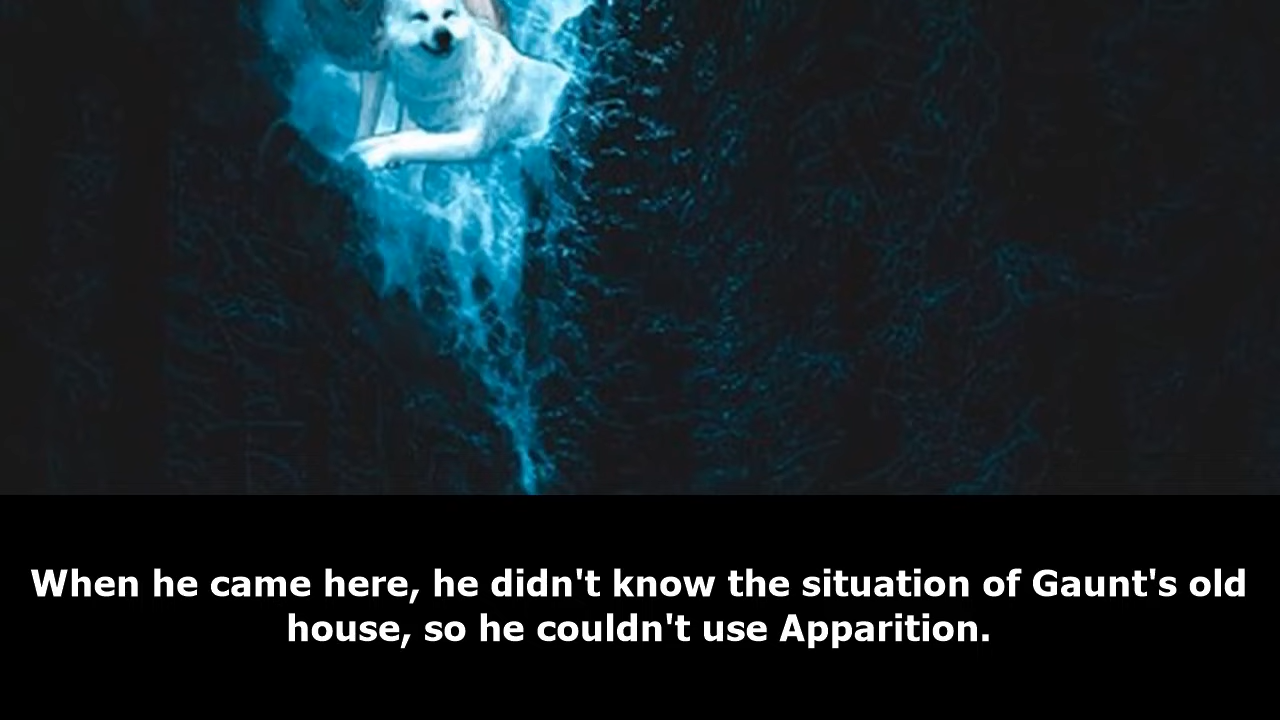 When he came here, he didn't know the situation of Gaunt's old
house, so he couldn't use Apparition.